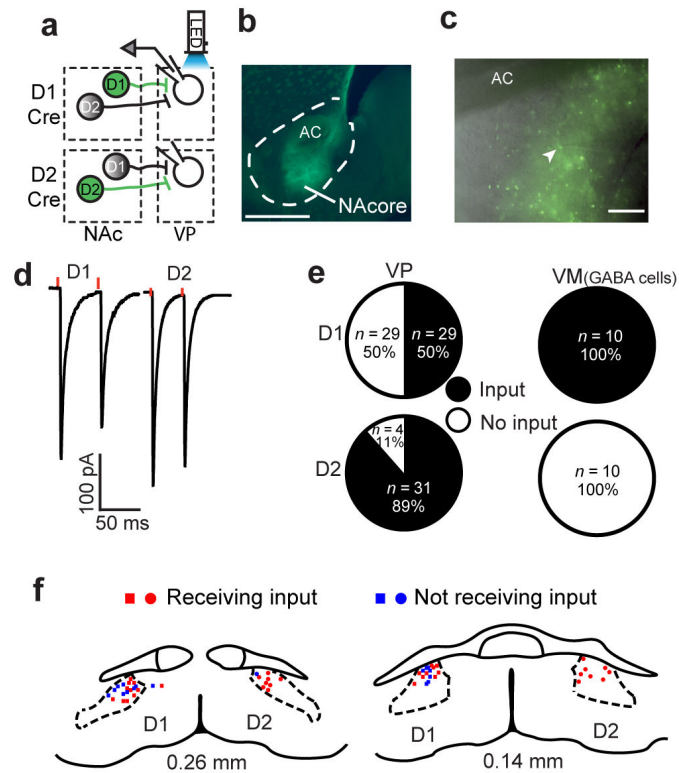 a
LED
D1
Cre
D1
D2
D2
Cre
D1
D2
NAc
VP
b
AC
NAcore
c
AC
d
D1
D2
100 pA
50 ms
e
VP
VM(GABA cells)
D1
n = 29
50%
n = 29
50%
n = 10
100%
Input
No input
D2
n = 4
11%
n = 31
89%
n = 10
100%
f
Receiving input
Not receiving input
D1
D2
0.26 mm
D1
D2
0.14 mm